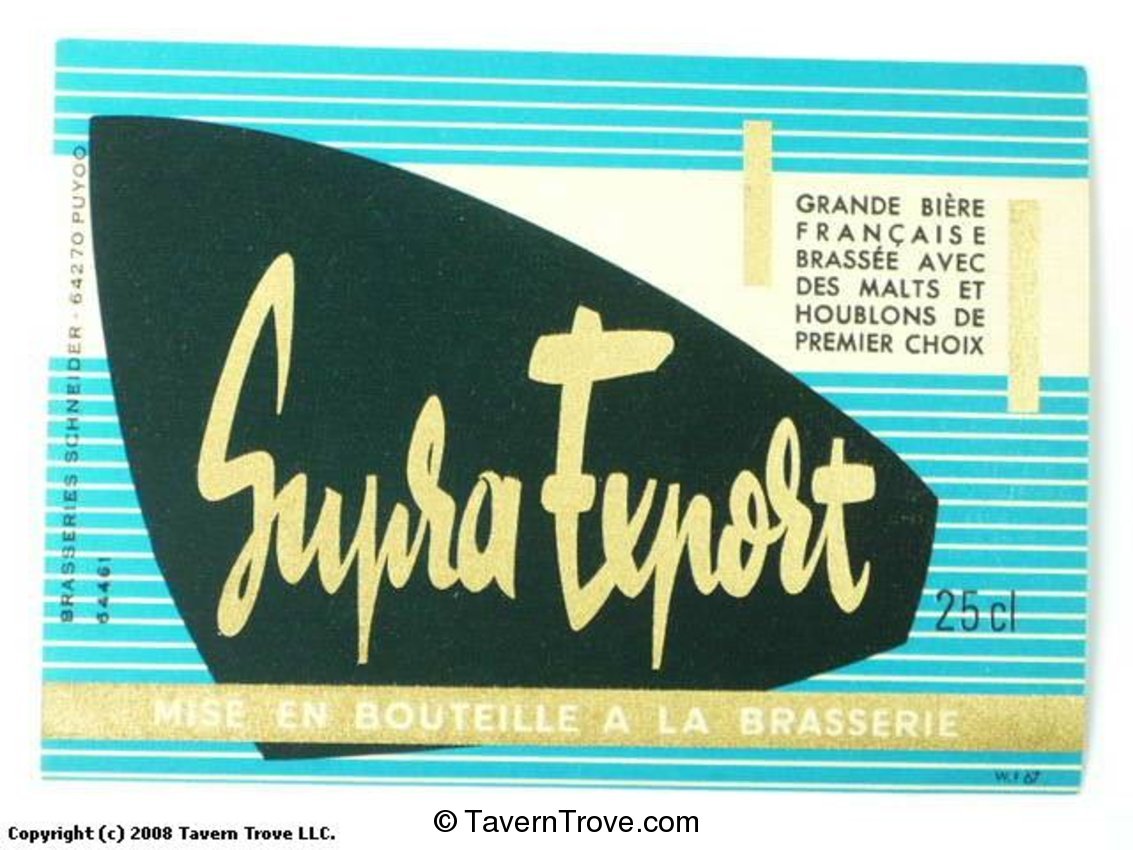 BRASSERIES SCHNEIDER - 64270 PUYOO
64461
GRANDE BIÈRE
FRANÇAISE
BRASSÉE AVEC
DES MALTS ET
HOUBLONS DE
PREMIER CHOIX
Supra Export
25 cl
MISE EN BOUTEILLE A LA BRASSERIE
© TavernTrove.com
Copyright (c) 2008 Tavern Trove LLC.